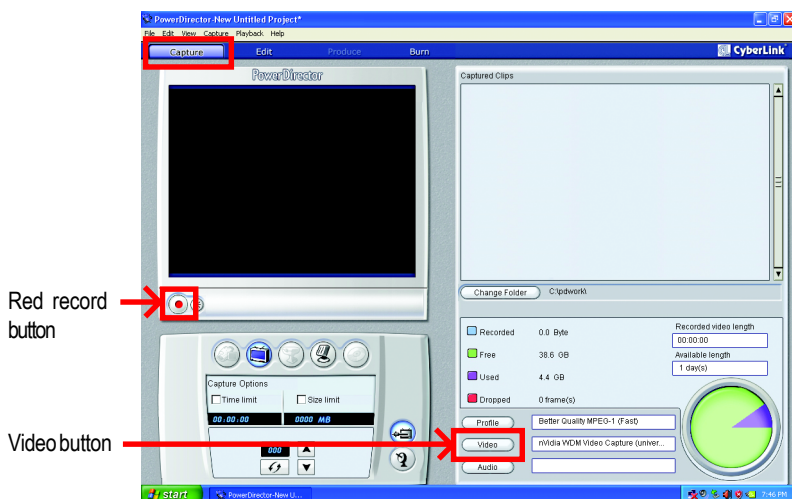 PowerDirector-New Untitled Project*
File Edit View Capture Playback Help
Capture Edit Produce Burn CyberLink
PowerDirector
Captured Clips
Change Folder C:\pdwork\
Red record
button
Recorded 0.0 Byte
Free 38.6 GB
Used 4.4 GB
Dropped 0 frame(s)
Recorded video length
00:00:00
Available length
1 day(s)
Capture Options
Time limit Size limit
00:00:00 0000 MB
000
Profile Better Quality MPEG-1 (Fast)
Video button
Video nVidia WDM Video Capture (univer...
Audio
start PowerDirector-New U... 7:46 PM